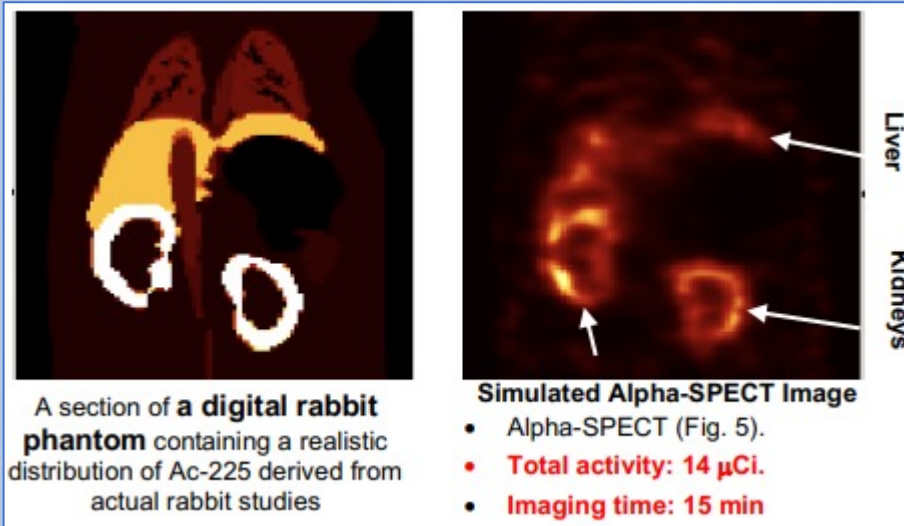 Liver
Kidneys
A section of a digital rabbit
phantom containing a realistic
distribution of Ac-225 derived from
actual rabbit studies
Simulated Alpha-SPECT Image
• Alpha-SPECT (Fig. 5).
• Total activity: 14 μCi.
• Imaging time: 15 min